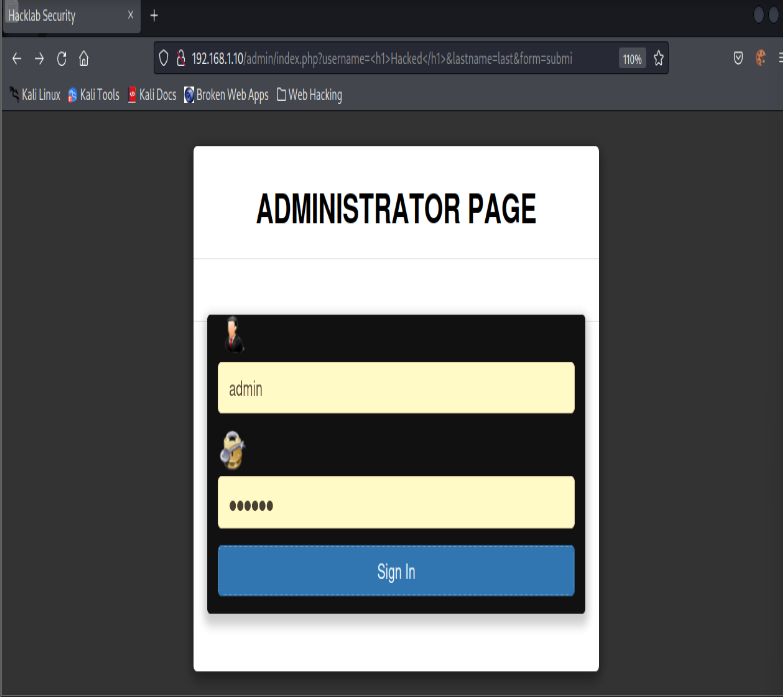 Hacklab Security
192.168.1.10/admin/index.php?username=<h1>Hacked</h1>&lastname=last&form=submi
110%
Kali Linux Kali Tools Kali Docs Broken Web Apps Web Hacking
ADMINISTRATOR PAGE
admin
Sign In